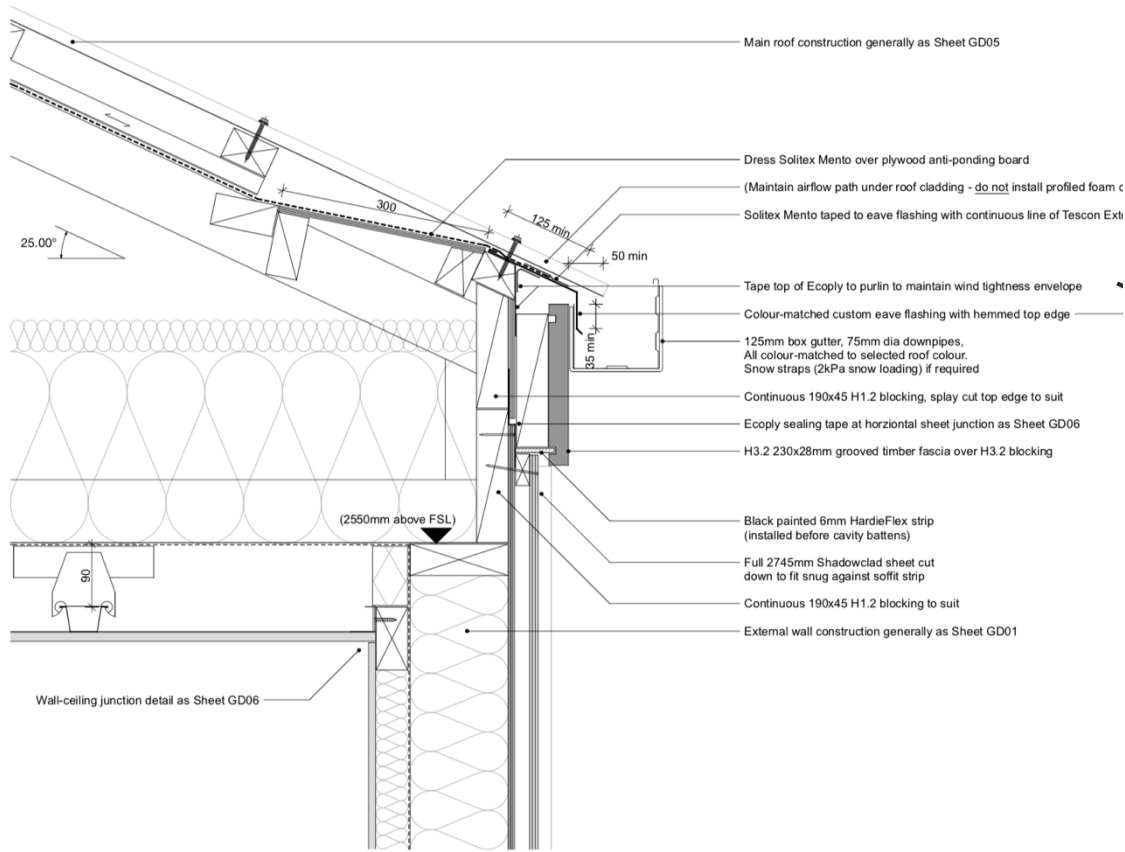 Main roof construction generally as Sheet GD05
Dress Solitex Mento over plywood anti-ponding board
(Maintain airflow path under roof cladding - do not install profiled foam
Solitex Mento taped to eave flashing with continuous line of Tescon
300
125 min
50 min
25.00°
Tape top of Ecoply to purlin to maintain wind tightness envelope
Colour-matched custom eave flashing with hemmed top edge
35 min
125mm box gutter, 75mm dia downpipes,
All colour-matched to selected roof colour.
Snow straps (2kPa snow loading) if required
Continuous 190x45 H1.2 blocking, splay cut top edge to suit
Ecoply sealing tape at horziontal sheet junction as Sheet GD06
H3.2 230x28mm grooved timber fascia over H3.2 blocking
(2550mm above FSL)
Black painted 6mm HardieFlex strip
(installed before cavity battens)
Full 2745mm Shadowclad sheet cut
down to fit snug against soffit strip
90
Continuous 190x45 H1.2 blocking to suit
External wall construction generally as Sheet GD01
Wall-ceiling junction detail as Sheet GD06